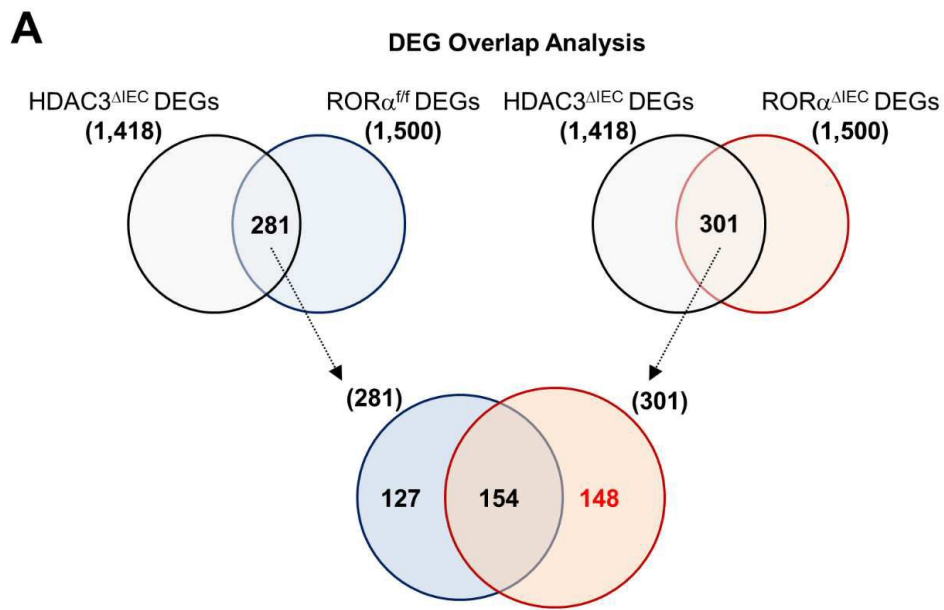 A
DEG Overlap Analysis
HDAC3ΔIEC DEGs
(1,418)
RORαf/f DEGs
(1,500)
HDAC3ΔIEC DEGs
(1,418)
RORαΔIEC DEGs
(1,500)
281
301
(281)
(301)
127
154
148